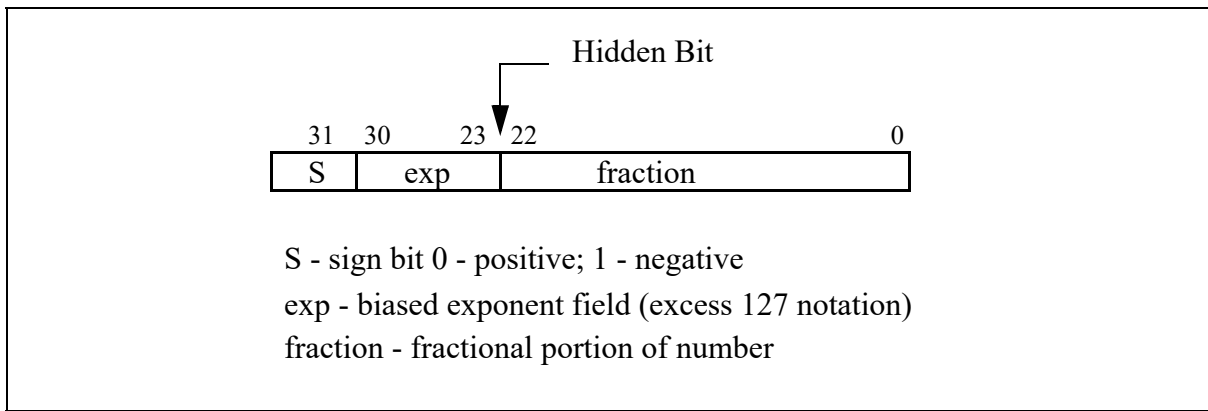 Hidden Bit
31 30 23 22 0
S exp fraction
S - sign bit 0 - positive; 1 - negative
exp - biased exponent field (excess 127 notation)
fraction - fractional portion of number